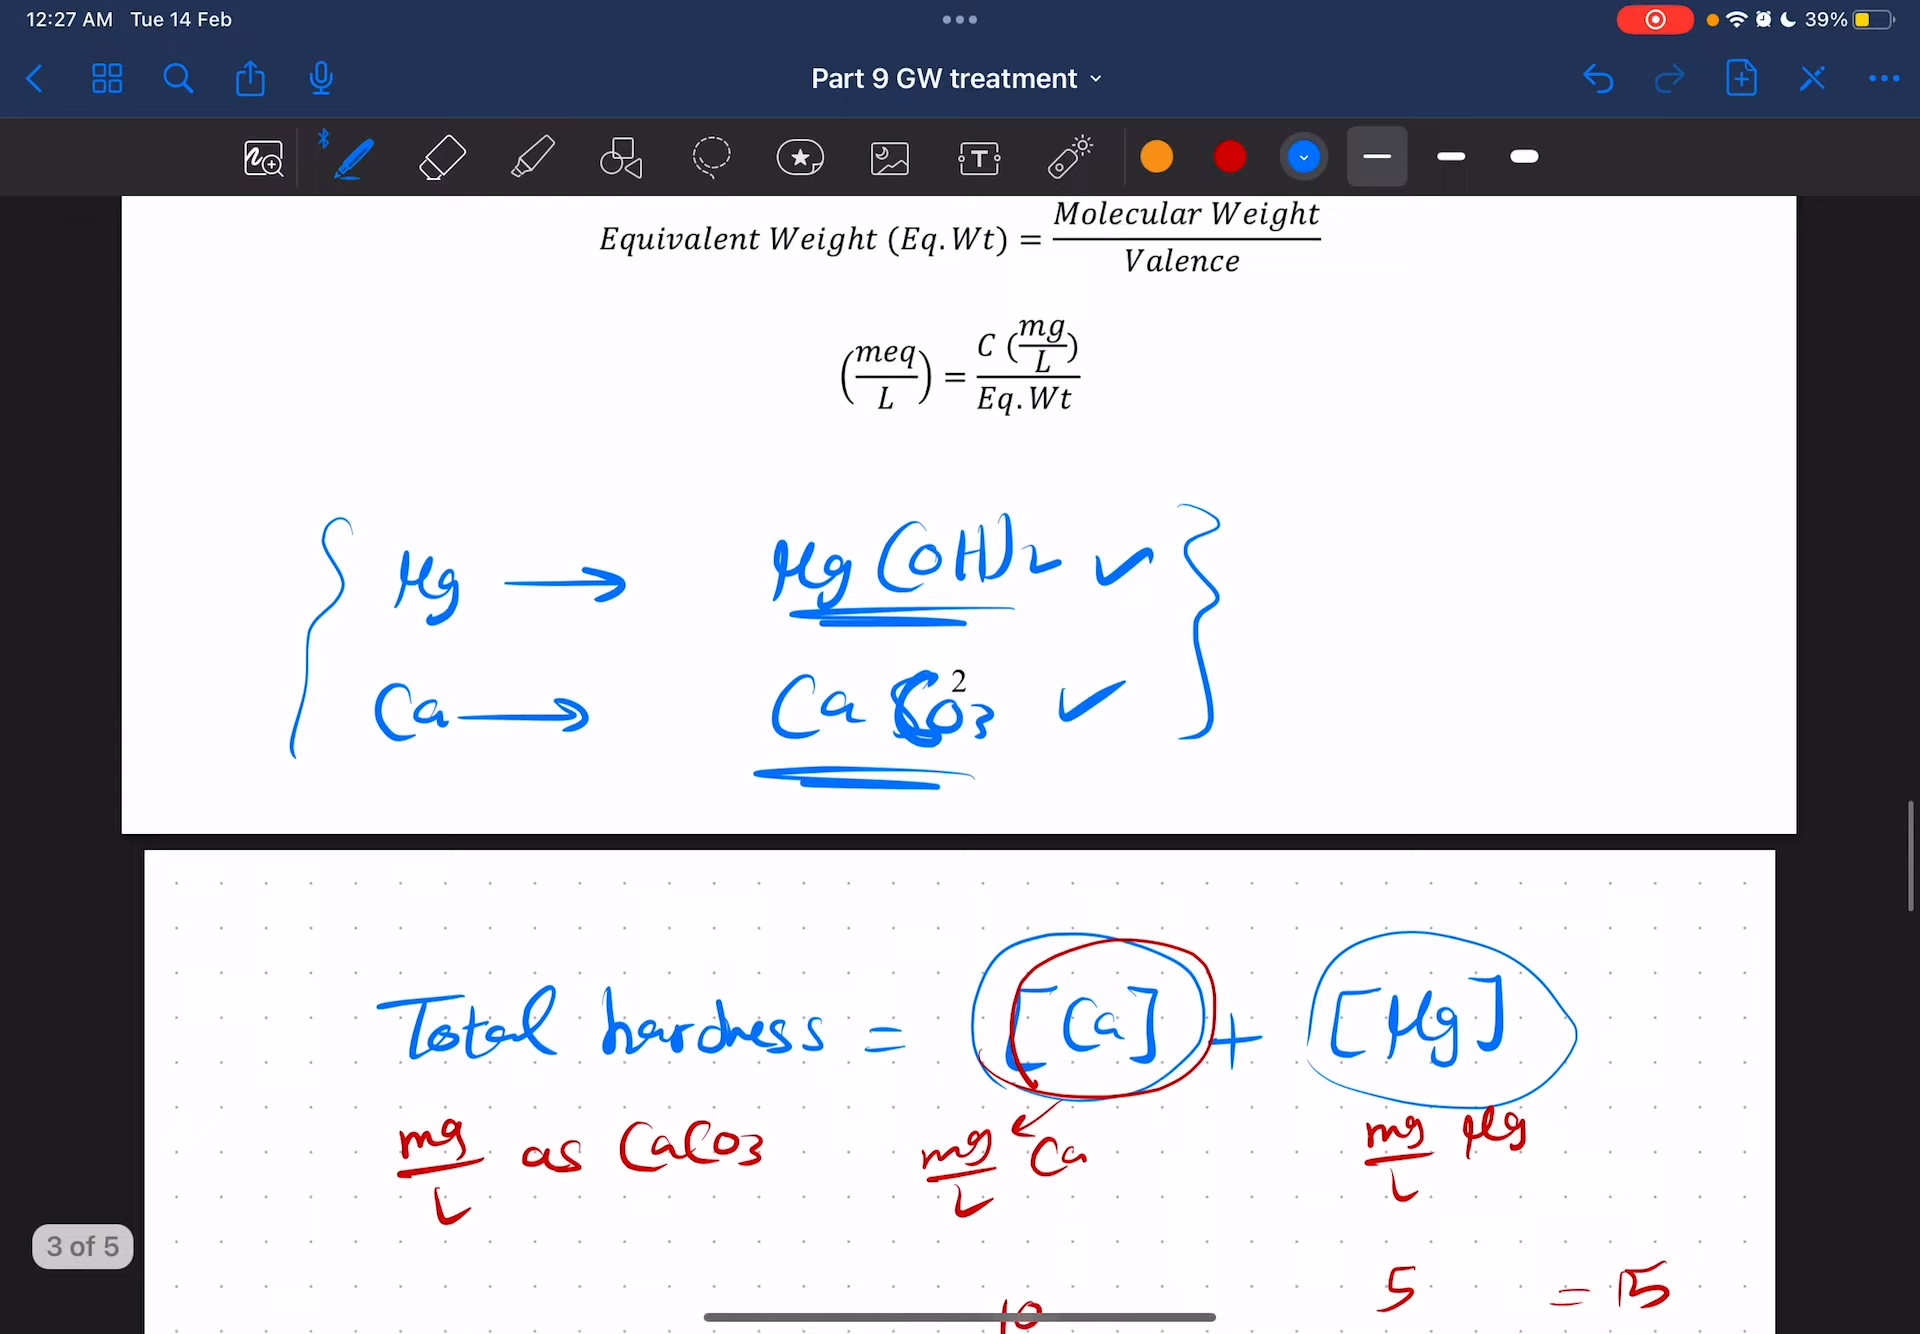 12:27 AM Tue 14 Feb
39%
Part 9 GW treatment
Equivalent Weight (Eq.Wt) = Molecular Weight / Valence
(meq/L) = C (mg/L) / Eq.Wt
Mg → Mg(OH)2 ✓
2
Ca → CaCO3 ✓
Total hardness = [Ca] + [Mg]
mg/L as CaCO3 mg/L Ca mg/L Mg
3 of 5
10 5 = 15